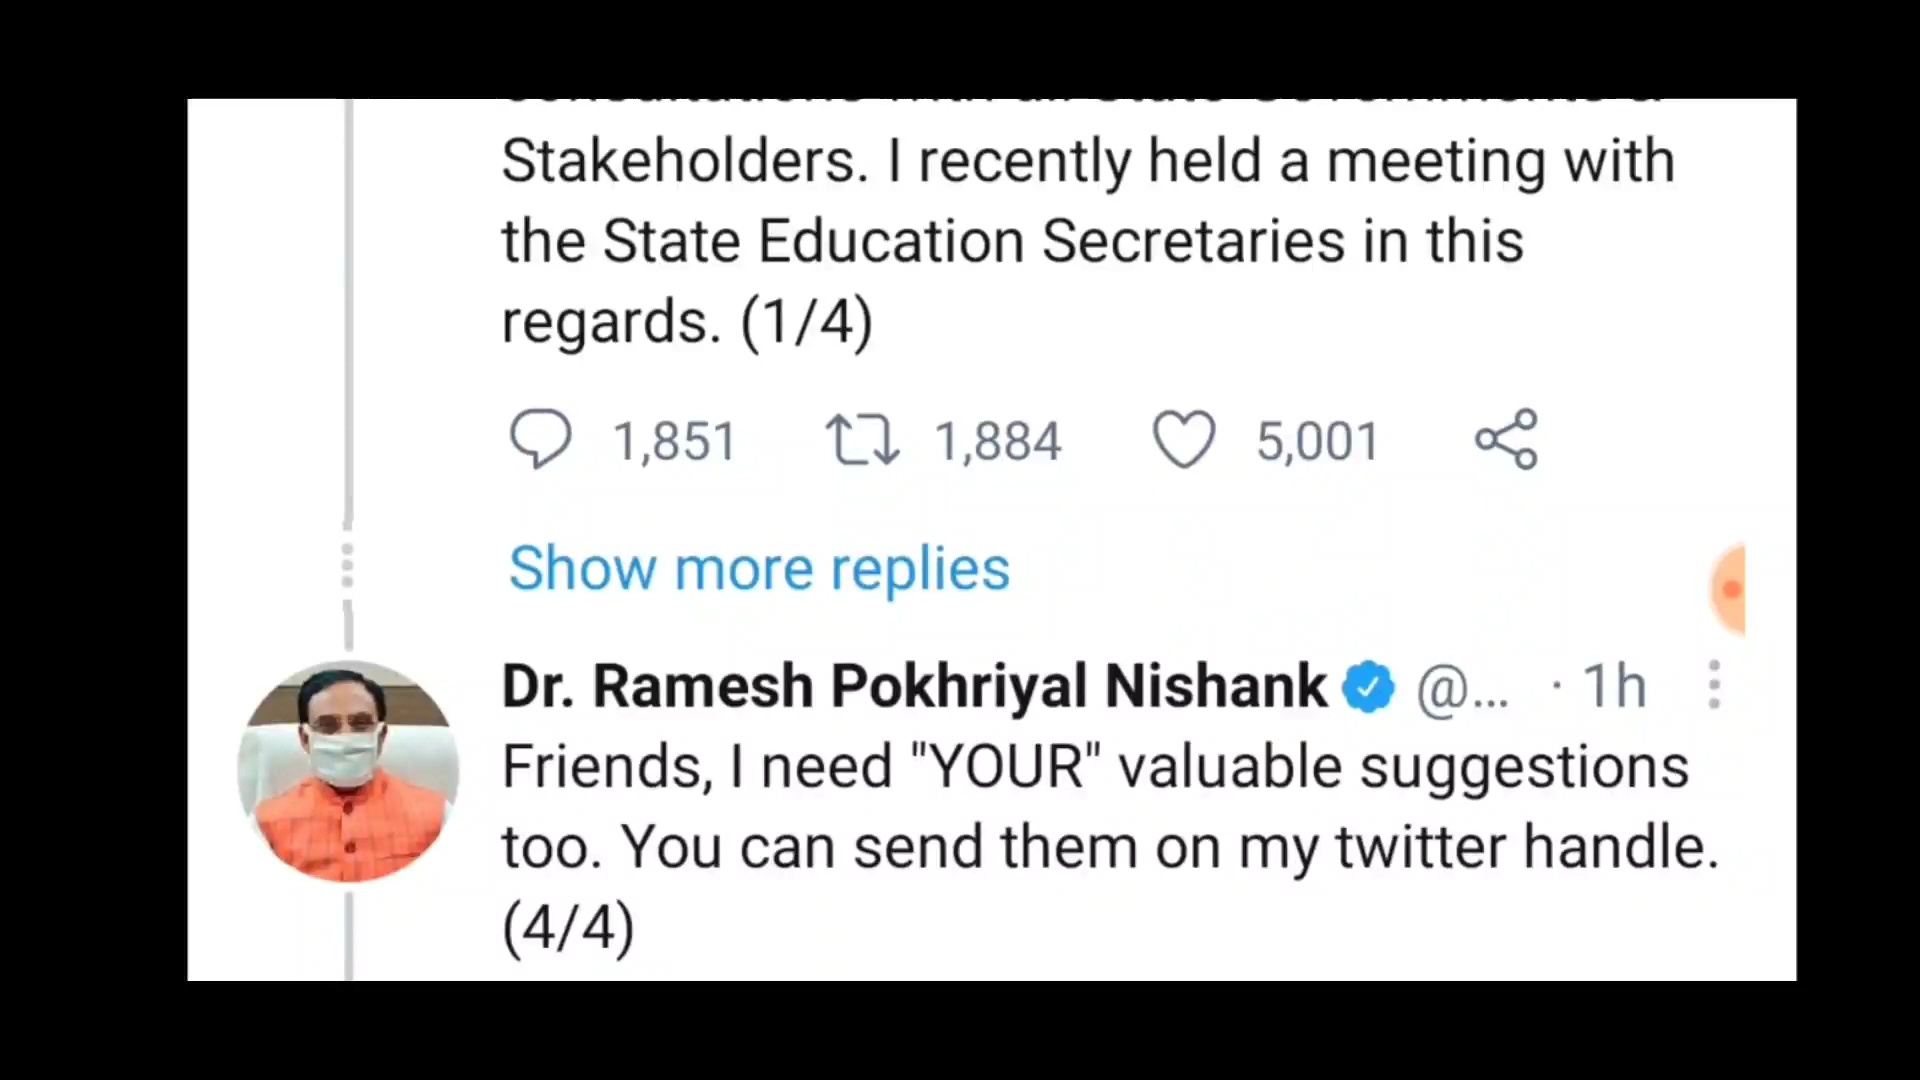 Stakeholders. I recently held a meeting with
the State Education Secretaries in this
regards. (1/4)
1,851 1,884 5,001
Show more replies
Dr. Ramesh Pokhriyal Nishank @... · 1h
Friends, I need "YOUR" valuable suggestions
too. You can send them on my twitter handle.
(4/4)